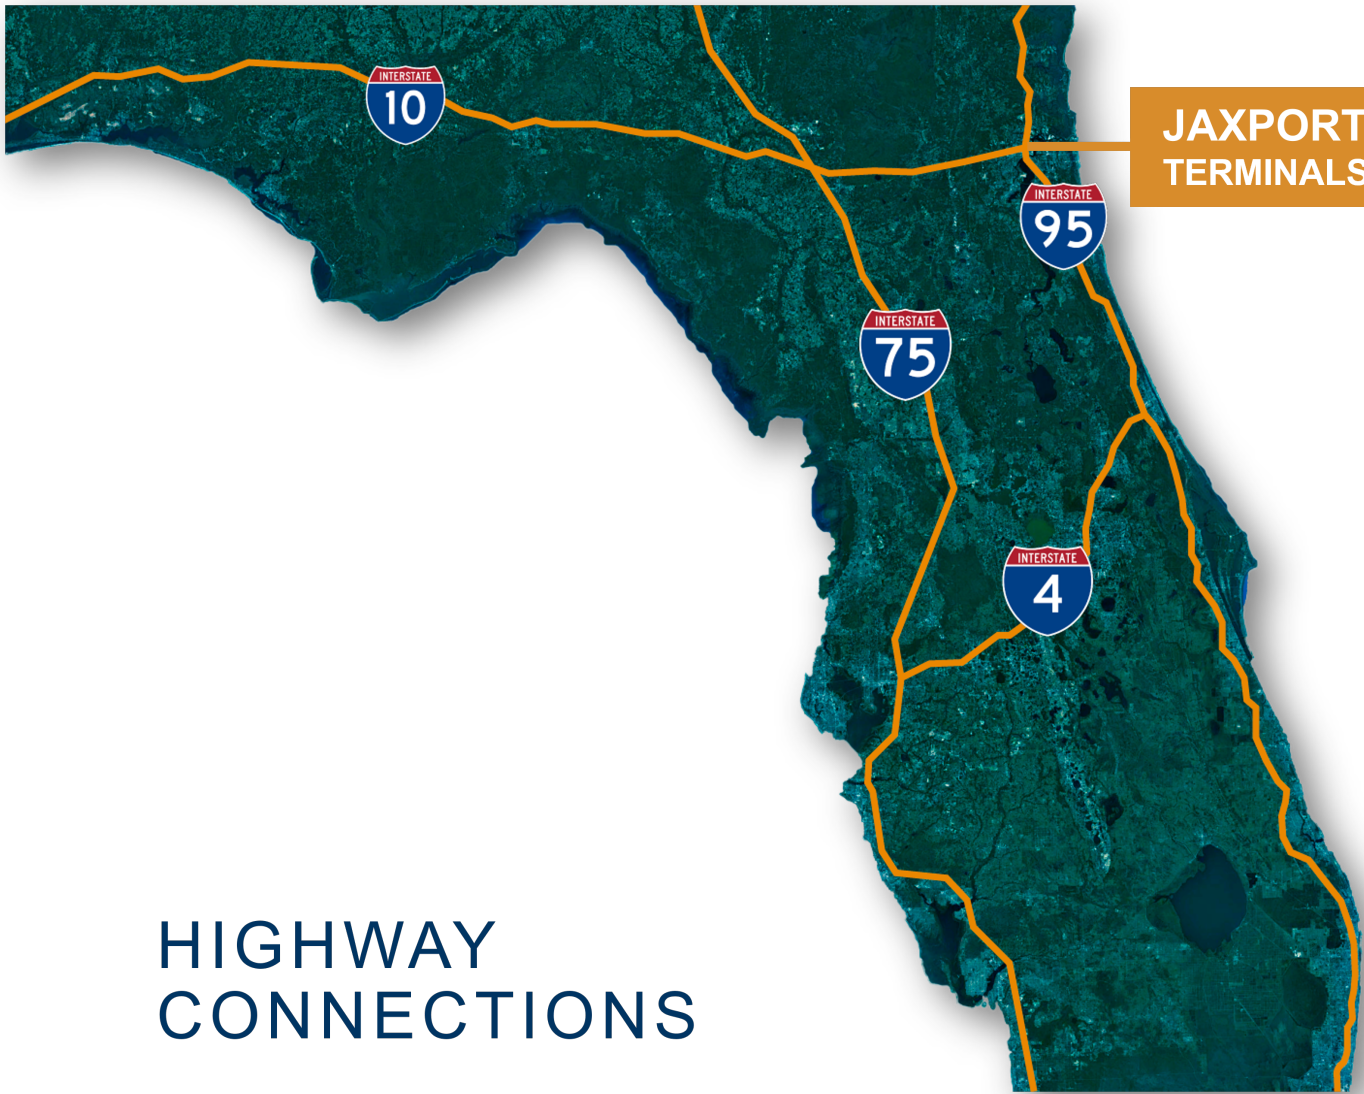 INTERSTATE
10
JAXPORT
TERMINALS
INTERSTATE
95
INTERSTATE
75
INTERSTATE
4
HIGHWAY
CONNECTIONS